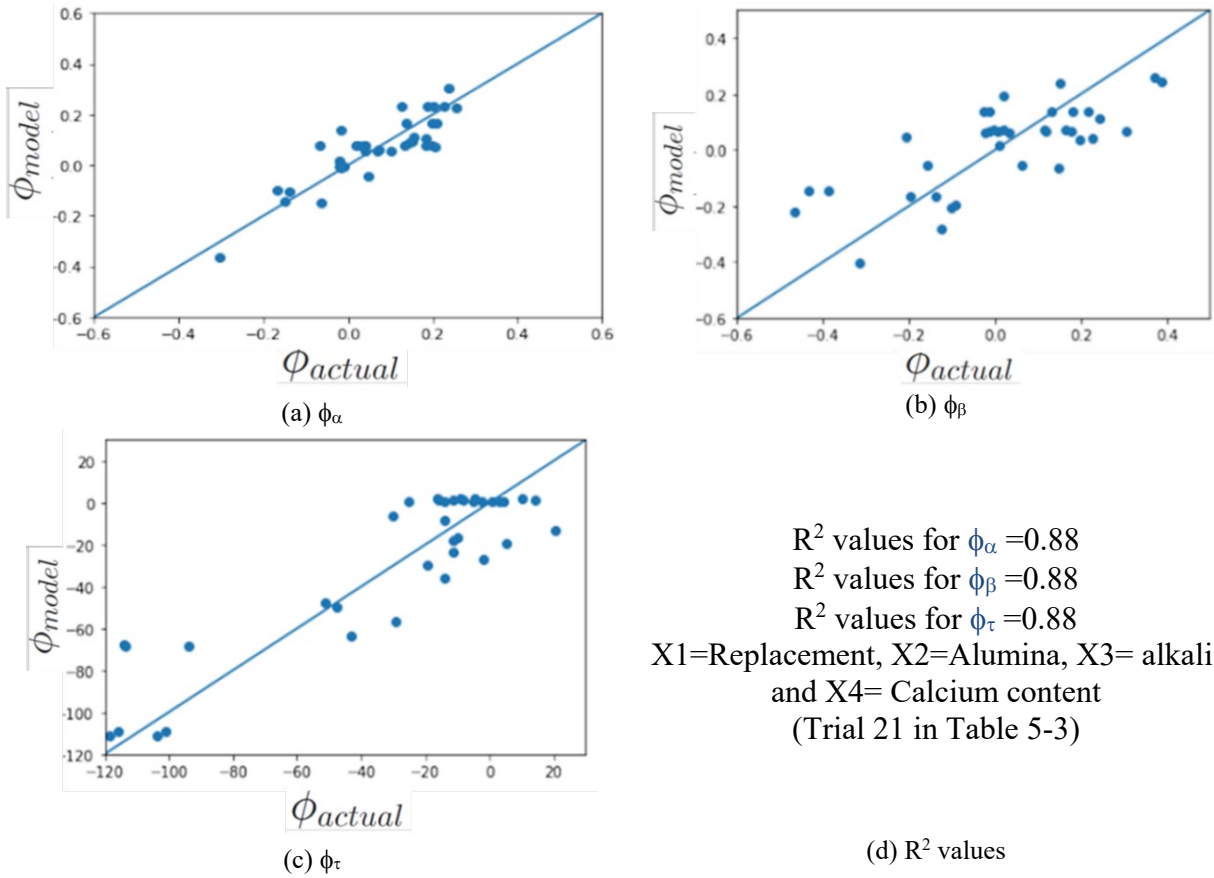 0.6
0.4
0.2
0.0
-0.2
-0.4
-0.6
ϕmodel
−0.6 −0.4 −0.2 0.0 0.2 0.4 0.6
ϕactual
(a) ϕα
0.4
0.2
0.0
-0.2
-0.4
-0.6
ϕmodel
−0.6 −0.4 −0.2 0.0 0.2 0.4
ϕactual
(b) ϕβ
20
0
-20
-40
-60
-80
-100
-120
ϕmodel
−120 −100 −80 −60 −40 −20 0 20
ϕactual
(c) ϕτ
R² values for ϕα =0.88
R² values for ϕβ =0.88
R² values for ϕτ =0.88
X1=Replacement, X2=Alumina, X3= alkali
and X4= Calcium content
(Trial 21 in Table 5-3)
(d) R² values